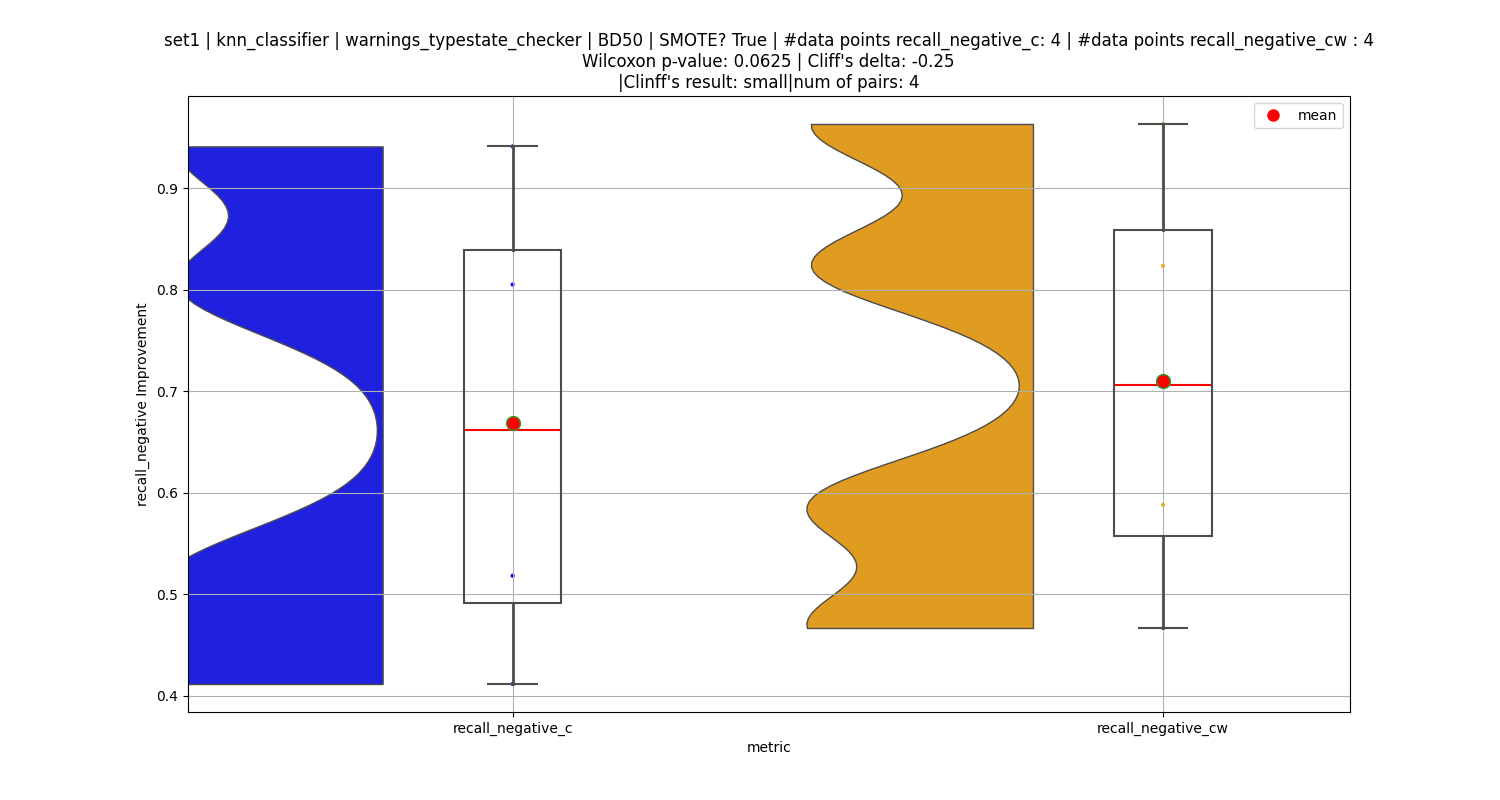 set1 | knn_classifier | warnings_typestate_checker | BD50 | SMOTE? True | #data points recall_negative_c: 4 | #data points recall_negative_cw : 4
Wilcoxon p-value: 0.0625 | Cliff's delta: -0.25
|Clinff's result: small|num of pairs: 4
mean
0.9
0.8
0.7
0.6
0.5
0.4
recall_negative Improvement
recall_negative_c
recall_negative_cw
metric